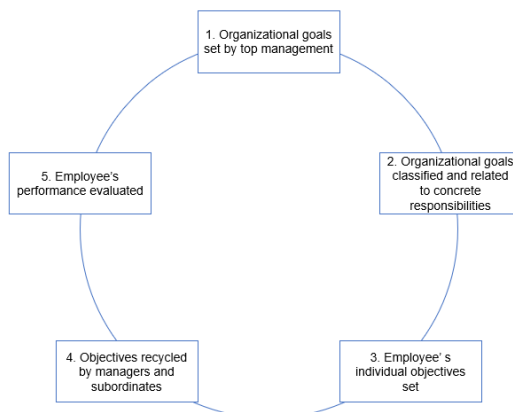 1. Organizational goals
set by top management
2. Organizational goals
classified and related
to concrete
responsibilities
3. Employee' s
individual objectives
set
4. Objectives recycled
by managers and
subordinates
5. Employee's
performance evaluated